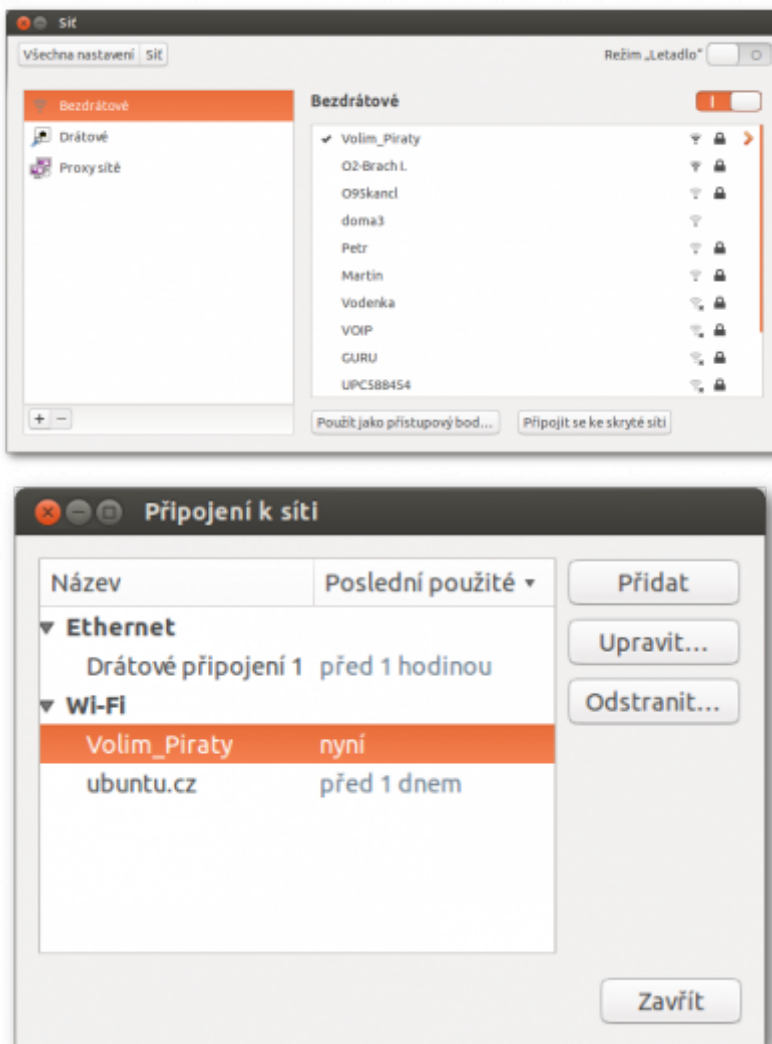 Síť
Všechna nastavení Síť Režim „Letadlo“
Bezdrátové
Drátové
Proxy sítě
Bezdrátové
Volim_Piraty
O2-Brach I.
O95kancl
doma3
Petr
Martin
Vodenka
VOIP
GURU
UPC588454
Použít jako přístupový bod... Připojit se ke skryté síti
Připojení k síti
Název Poslední použité
Ethernet
Drátové připojení 1 před 1 hodinou
Wi-Fi
Volim_Piraty nyní
ubuntu.cz před 1 dnem
Přidat
Upravit...
Odstranit...
Zavřít